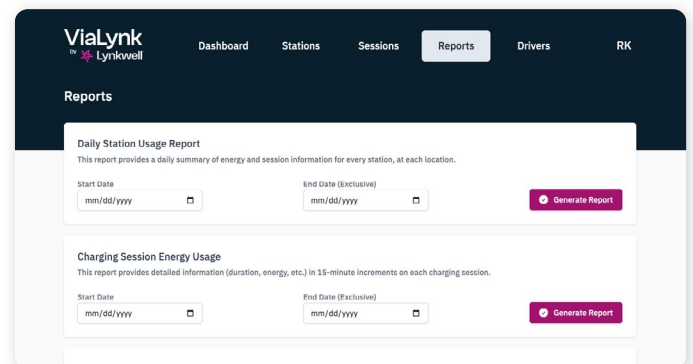 ViaLynk
by Lynkwell
Dashboard
Stations
Sessions
Reports
Drivers
RK
Reports
Daily Station Usage Report
This report provides a daily summary of energy and session information for every station, at each location.
Start Date
End Date (Exclusive)
mm/dd/yyyy
mm/dd/yyyy
Generate Report
Charging Session Energy Usage
This report provides detailed information (duration, energy, etc.) in 15-minute increments on each charging session.
Start Date
End Date (Exclusive)
mm/dd/yyyy
mm/dd/yyyy
Generate Report